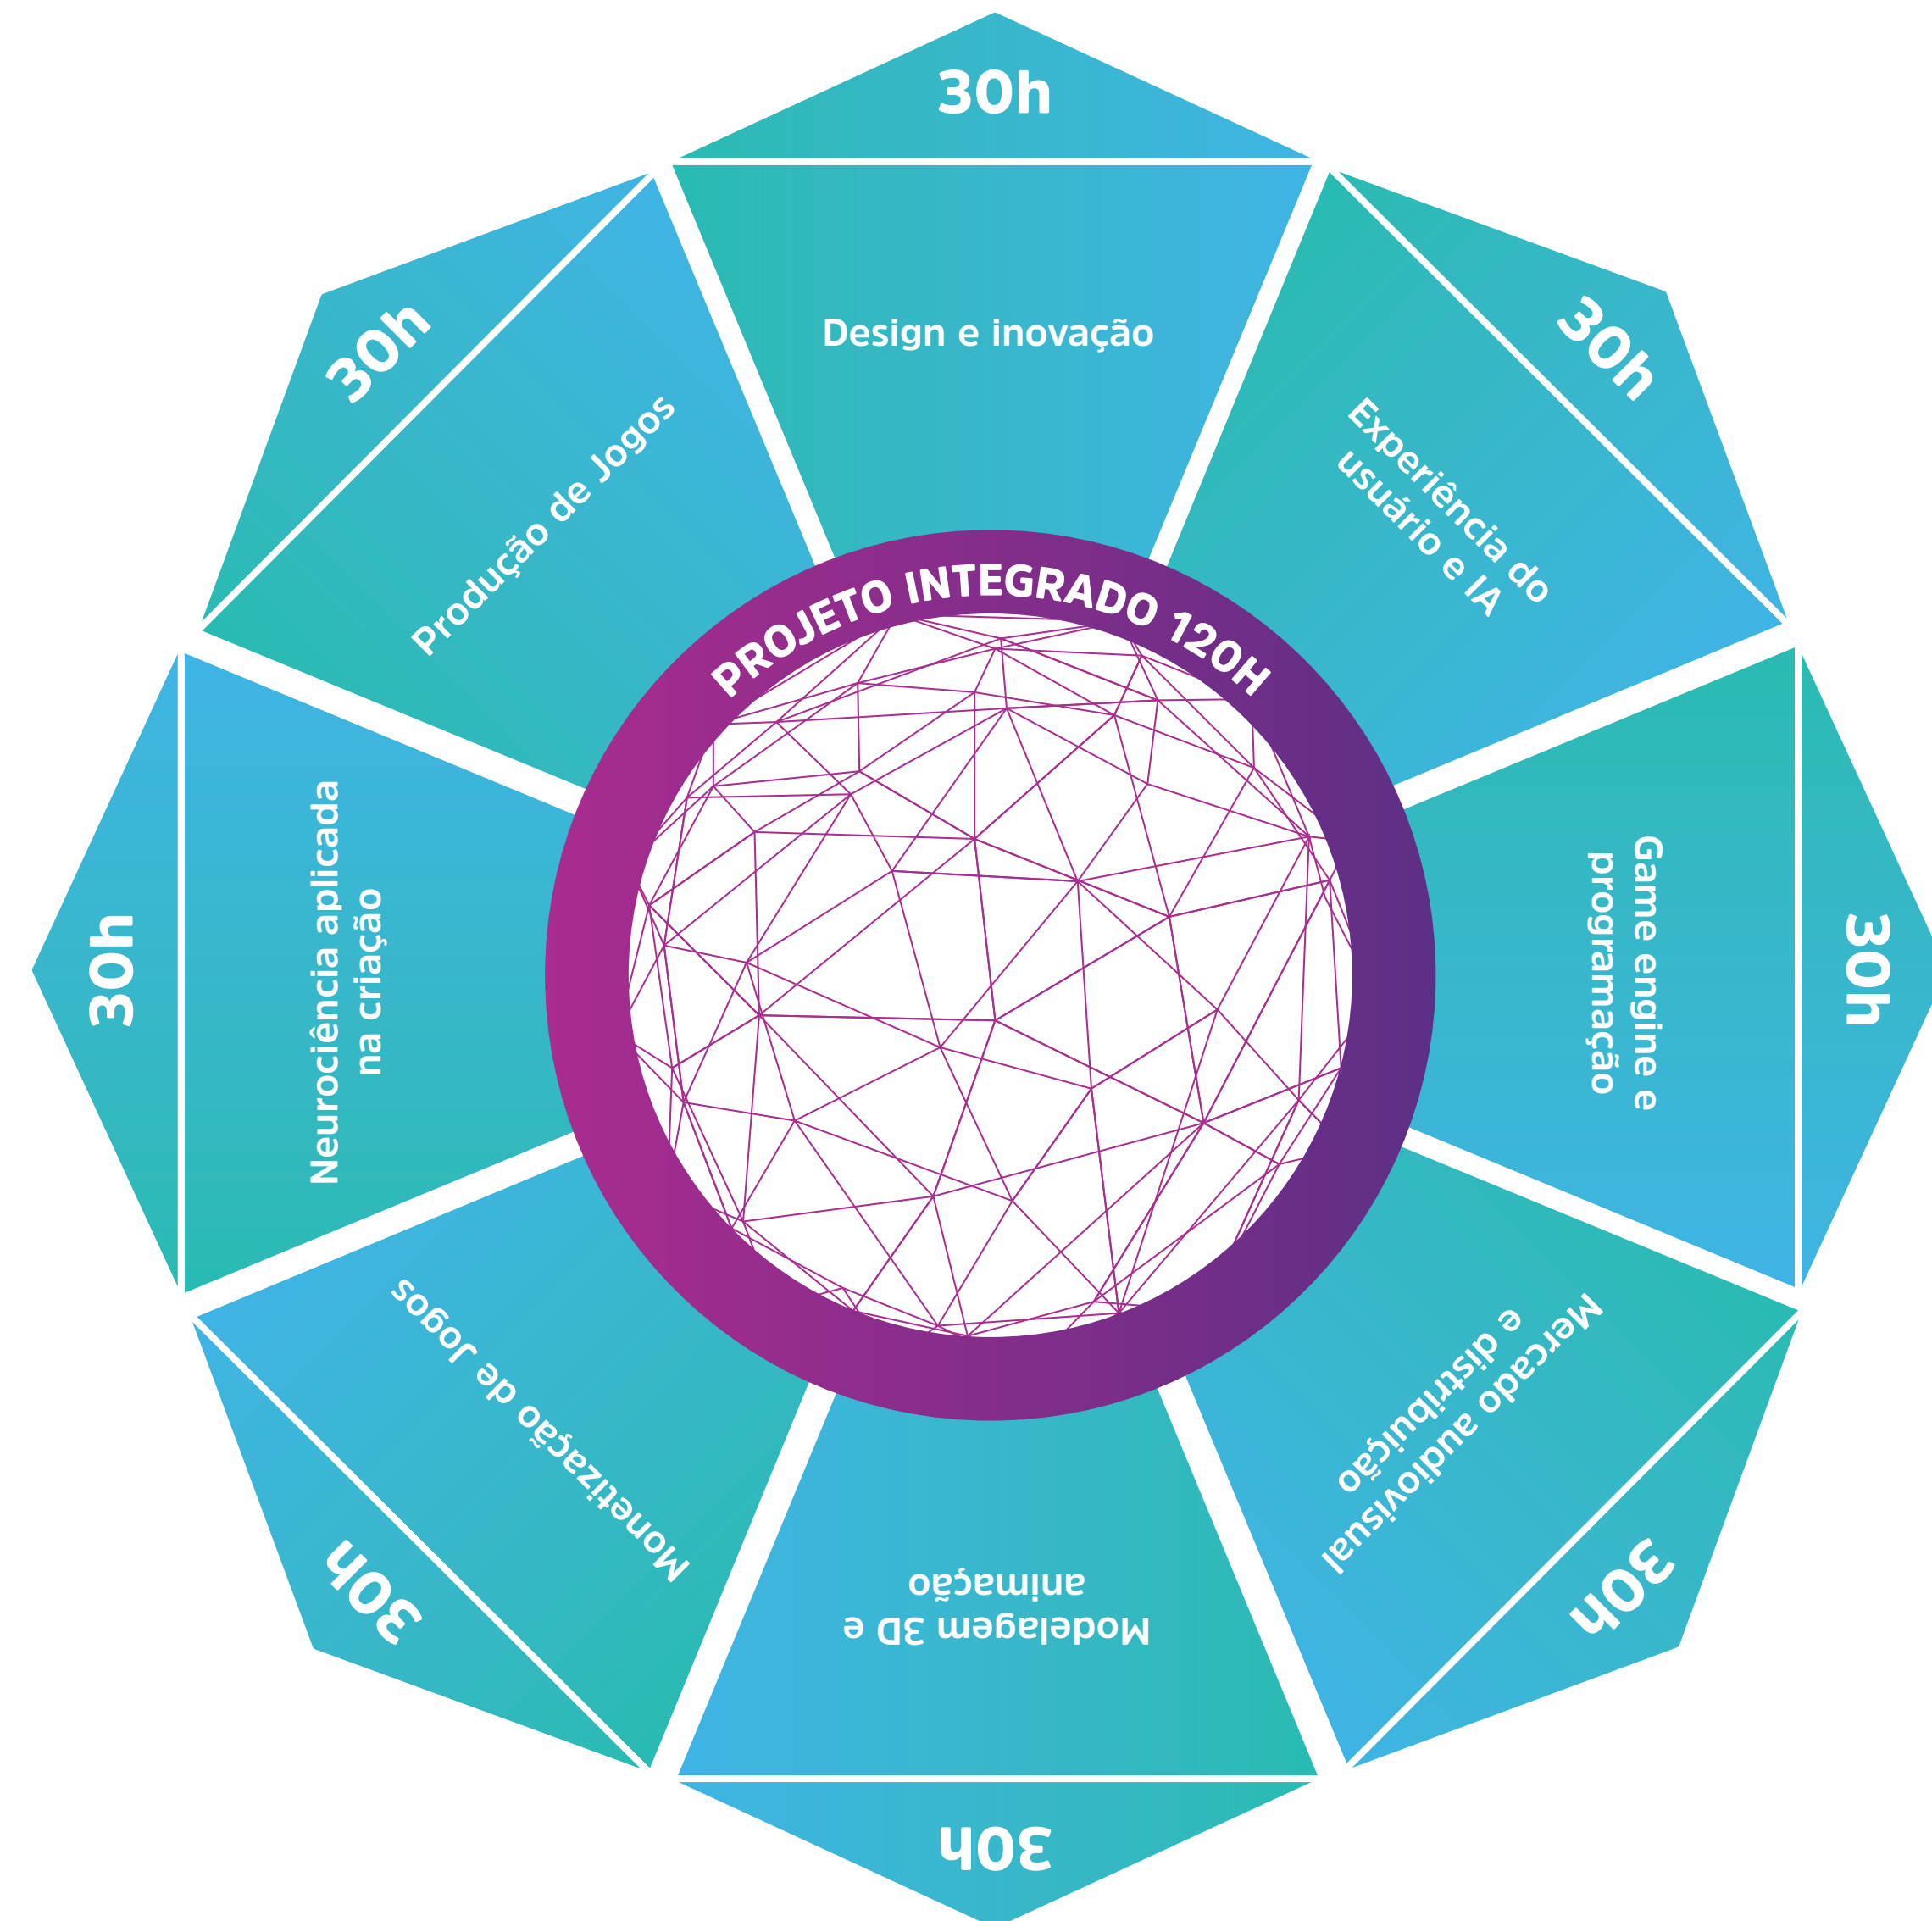 30h
Design e inovação
30h
Experiência do
usuário e IA
30h
Game engine e
programação
30h
Mercado audiovisual
e distribuição
30h
Modelagem 3D e
animação
30h
Monetização de Jogos
30h
Neurociência aplicada
na criação
30h
Produção de Jogos
PROJETO INTEGRADO 120H